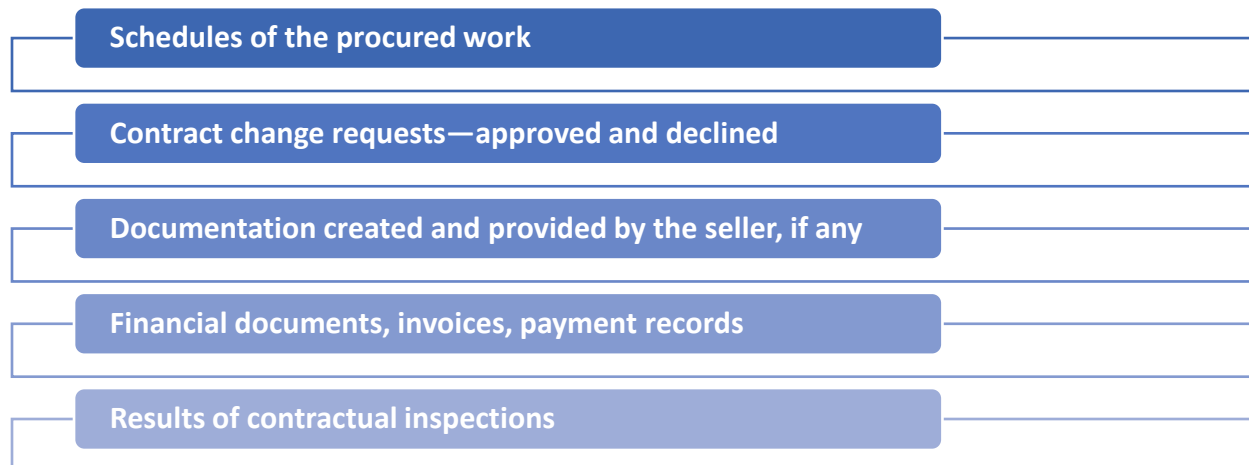 Schedules of the procured work
Contract change requests—approved and declined
Documentation created and provided by the seller, if any
Financial documents, invoices, payment records
Results of contractual inspections